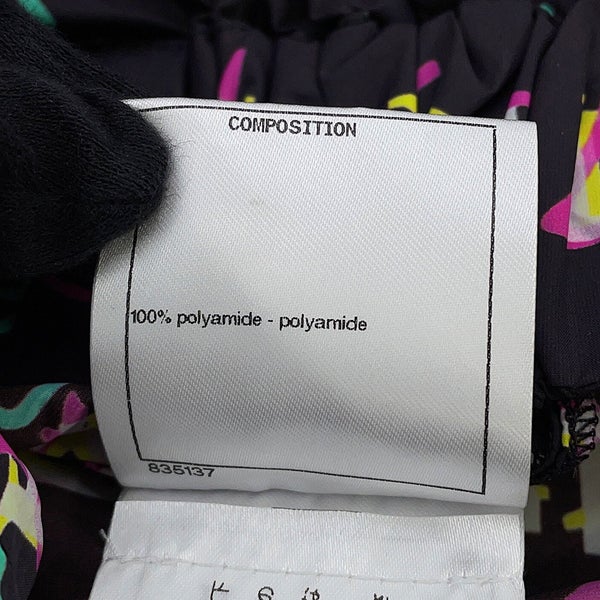 COMPOSITION
100% polyamide - polyamide
835137